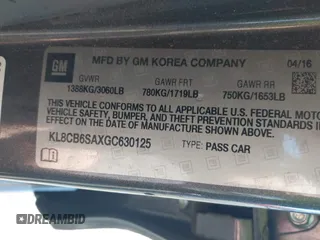 GM
MFD BY GM KOREA COMPANY 04/16
GVWR GAWR FRT GAWR RR
1388KG/3060LB 780KG/1719LB 750KG/1653LB
THIS VEHICLE CONFORMS TO ALL APPLICABLE U.S. FEDERAL MOTOR
VEHICLE SAFETY, BUMPER, AND THEFT PREVENTION STANDARDS
IN EFFECT ON THE DATE OF MANUFACTURE SHOWN ABOVE.
KL8CB6SAXGC630125 TYPE: PASS CAR
DREAMBID